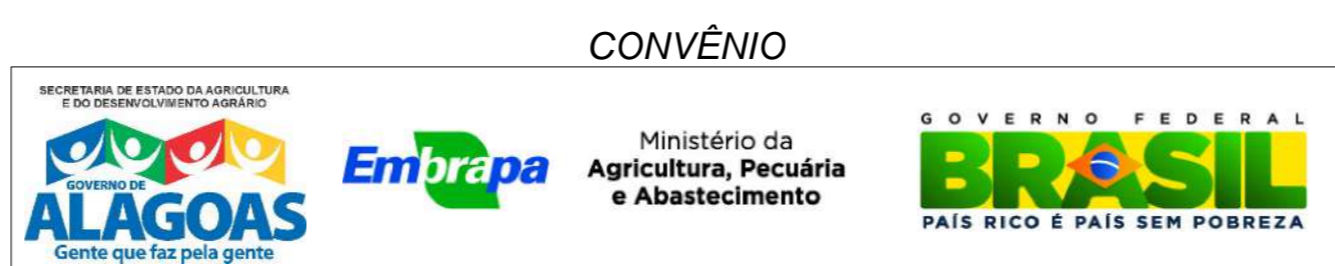 CONVÊNIO
SECRETARIA DE ESTADO DA AGRICULTURA
E DO DESENVOLVIMENTO AGRÁRIO
GOVERNO DE
ALAGOAS
Gente que faz pela gente
Embrapa
Ministério da
Agricultura, Pecuária
e Abastecimento
GOVERNO FEDERAL
BRASIL
PAÍS RICO É PAÍS SEM POBREZA